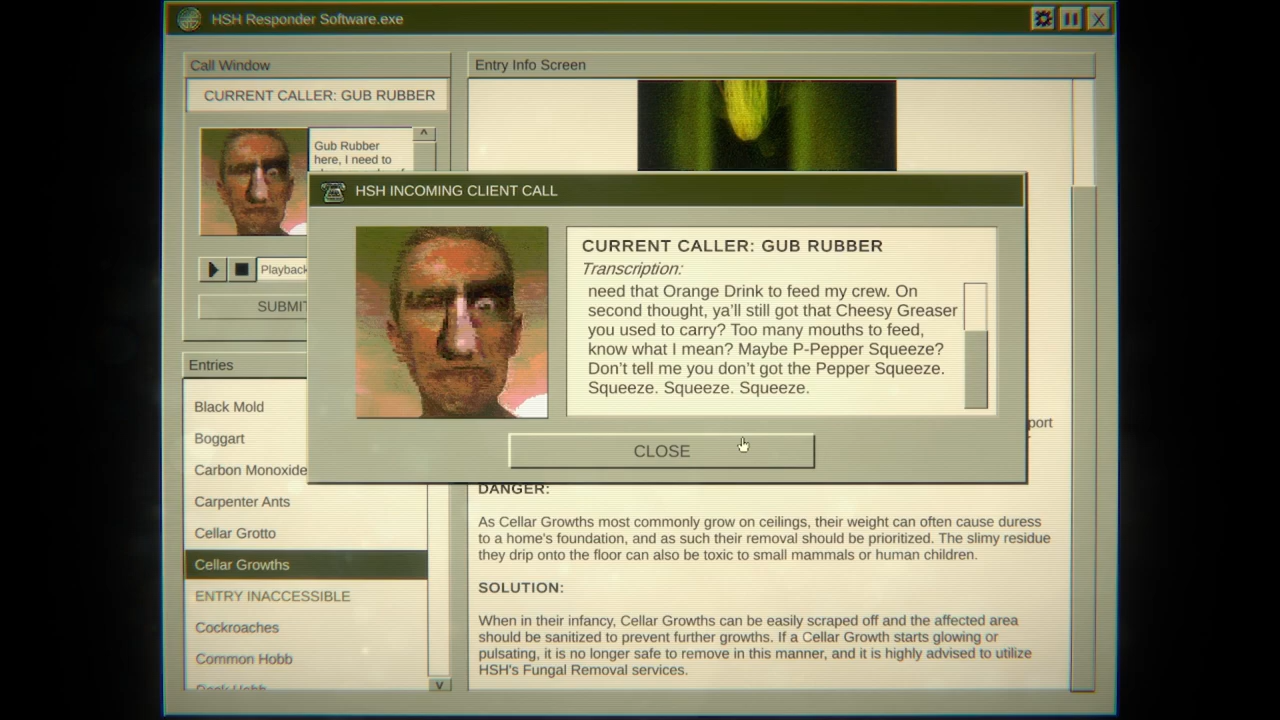 HSH Responder Software.exe
X
Call Window
Entry Info Screen
CURRENT CALLER: GUB RUBBER
Gub Rubber
here, I need to
HSH INCOMING CLIENT CALL
CURRENT CALLER: GUB RUBBER
Transcription:
need that Orange Drink to feed my crew. On
second thought, ya'll still got that Cheesy Greaser
you used to carry? Too many mouths to feed,
know what I mean? Maybe P-Pepper Squeeze?
Don't tell me you don't got the Pepper Squeeze.
Squeeze. Squeeze. Squeeze.
CLOSE
Playback
SUBMIT
Entries
Black Mold
Boggart
Carbon Monoxide
Carpenter Ants
Cellar Grotto
Cellar Growths
ENTRY INACCESSIBLE
Cockroaches
Common Hobb
port
DANGER:
As Cellar Growths most commonly grow on ceilings, their weight can often cause duress
to a home's foundation, and as such their removal should be prioritized. The slimy residue
they drip onto the floor can also be toxic to small mammals or human children.
SOLUTION:
When in their infancy, Cellar Growths can be easily scraped off and the affected area
should be sanitized to prevent further growths. If a Cellar Growth starts glowing or
pulsating, it is no longer safe to remove in this manner, and it is highly advised to utilize
HSH's Fungal Removal services.